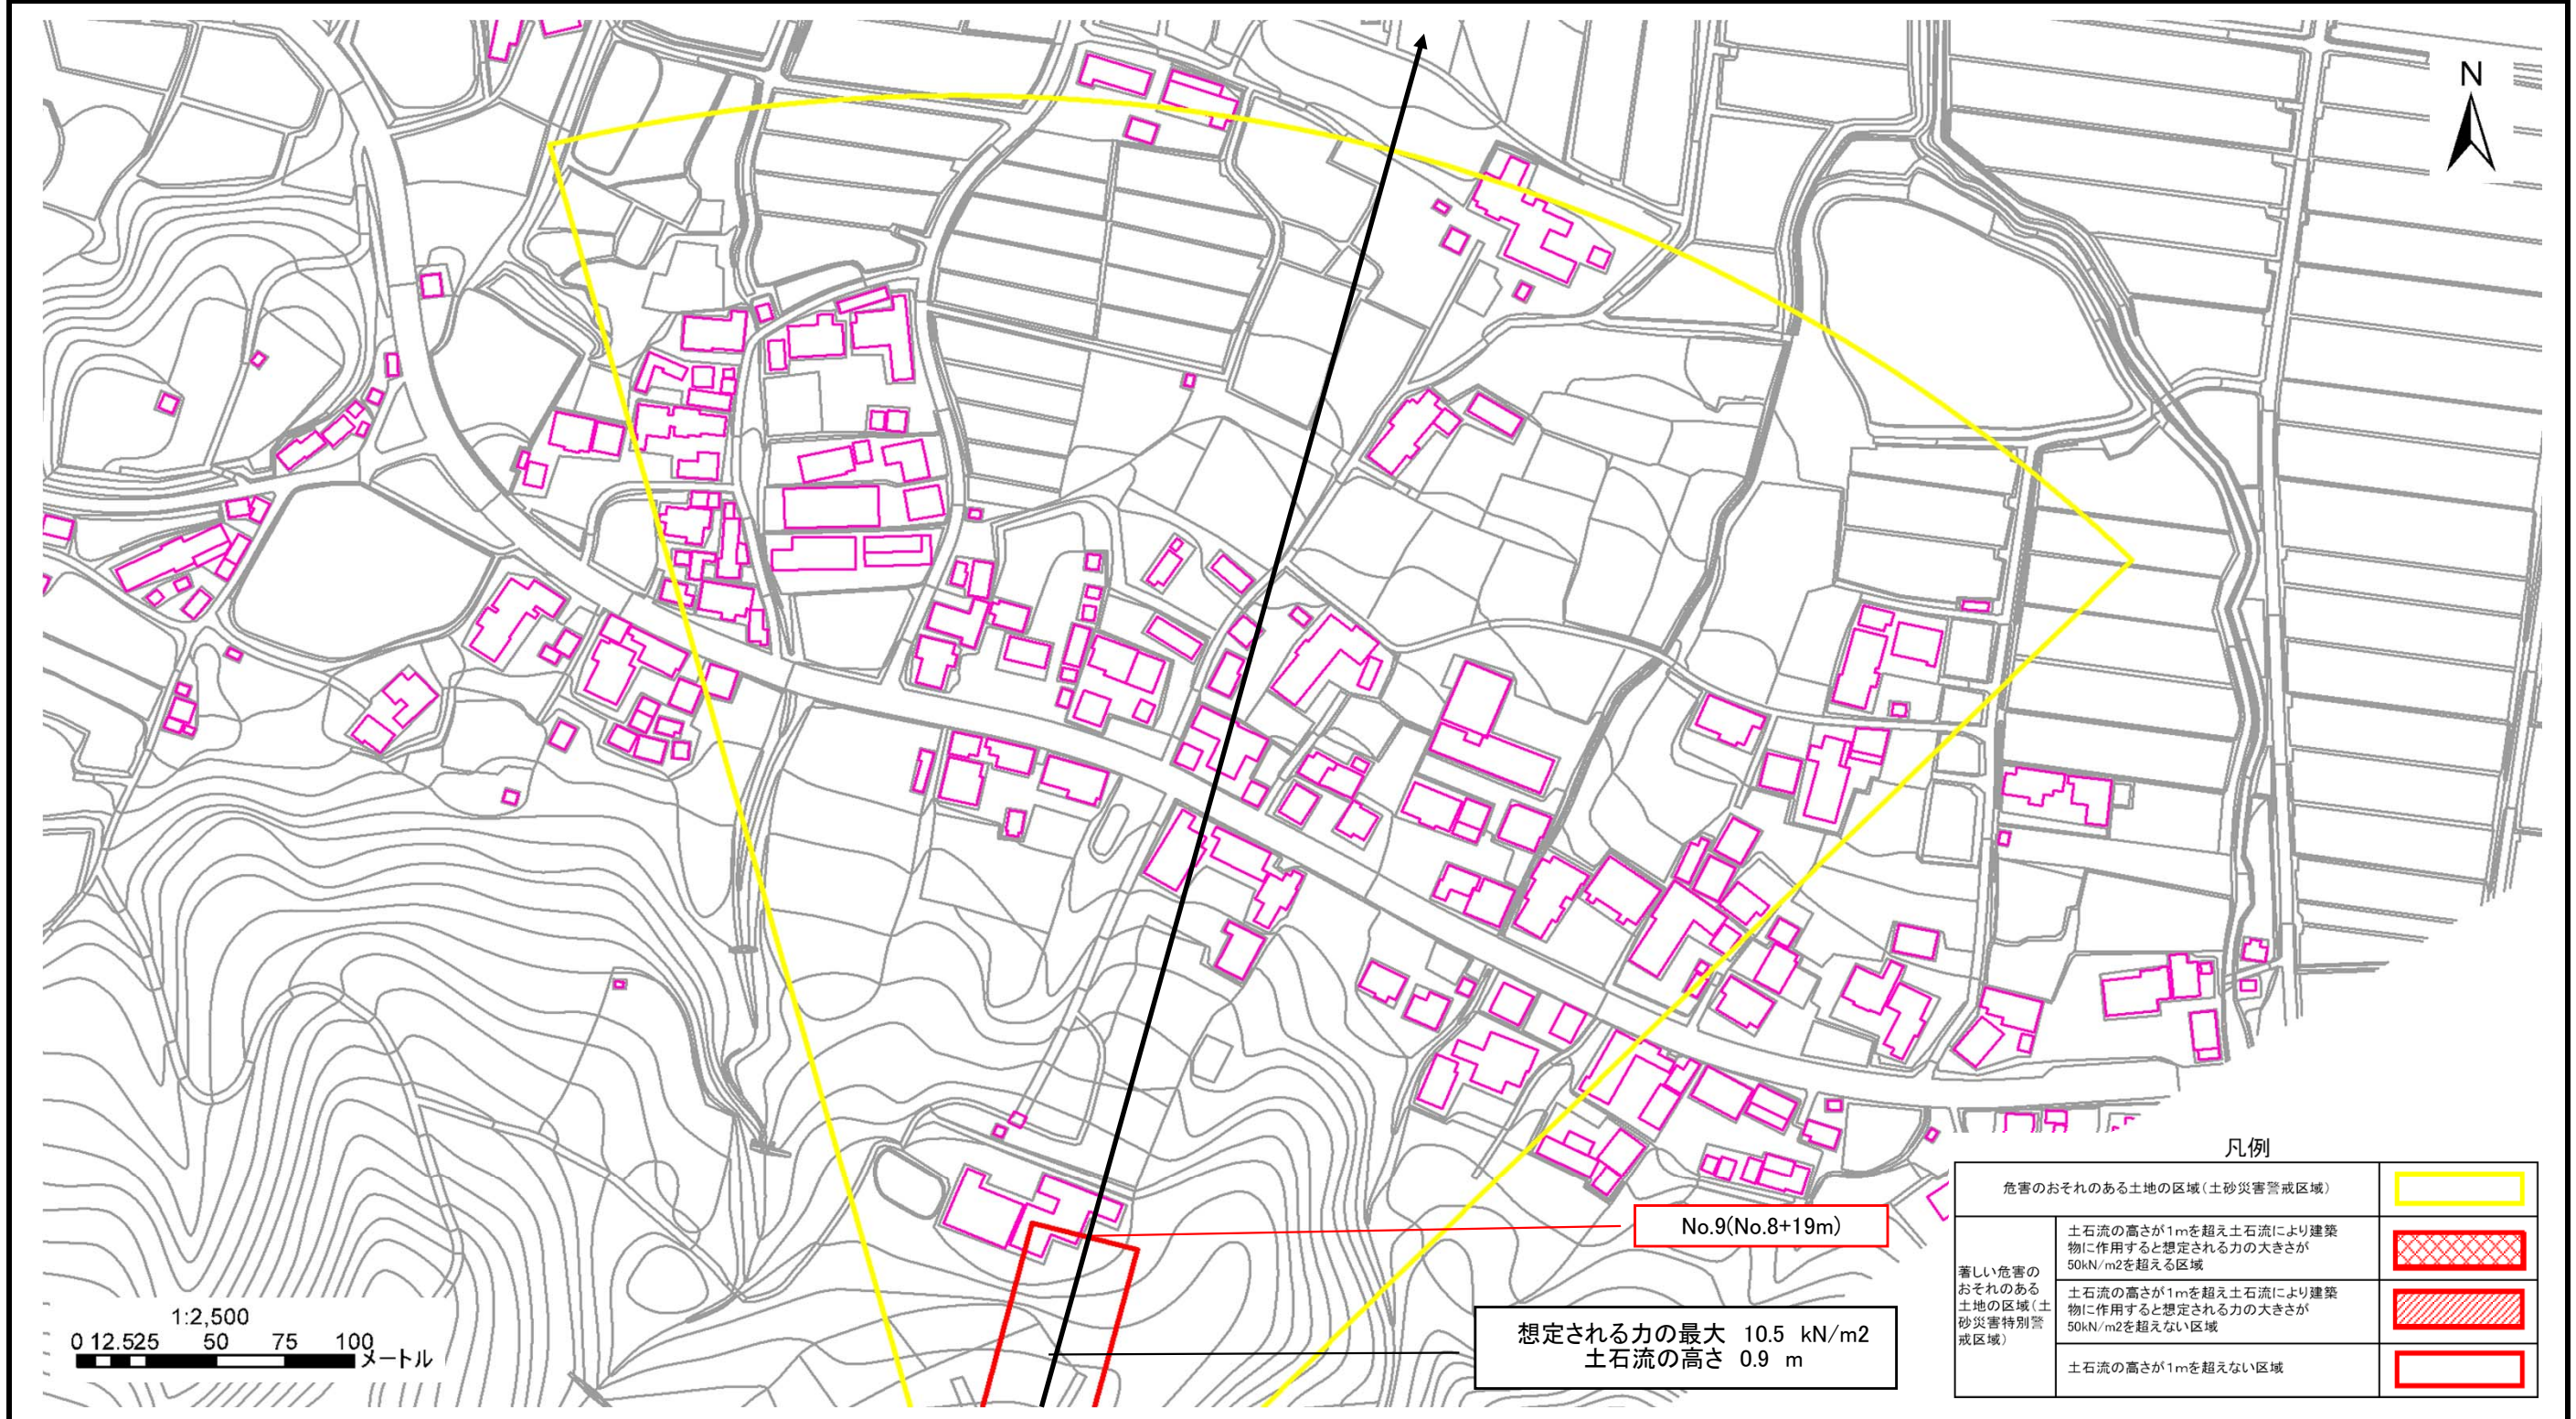 N
No.9(No.8+19m)
想定される力の最大 10.5 kN/m2
土石流の高さ 0.9 m
1:2,500
0 12.525 50 75 100
メートル
凡例
危害のおそれのある土地の区域(土砂災害警戒区域)
著しい危害の
おそれのある
土地の区域(土
砂災害特別警
戒区域)
土石流の高さが1mを超え土石流により建築
物に作用すると想定される力の大きさが
50kN/m2を超える区域
土石流の高さが1mを超え土石流により建築
物に作用すると想定される力の大きさが
50kN/m2を超えない区域
土石流の高さが1mを超えない区域